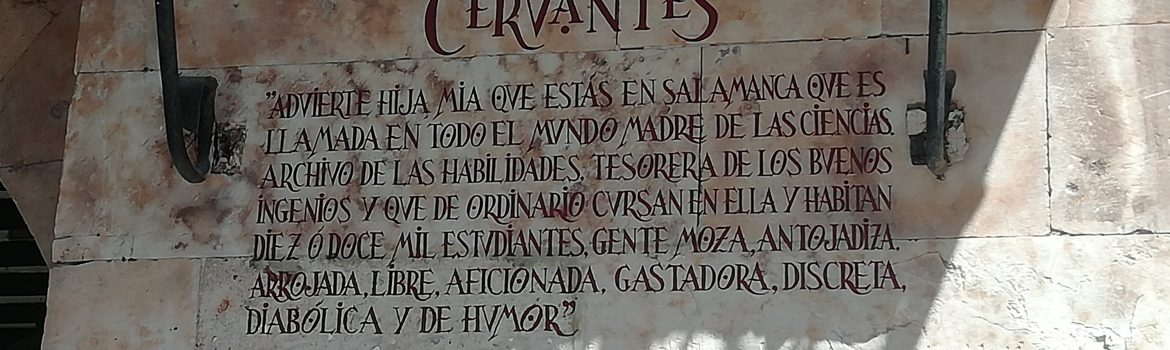 CERVANTES
"ADVIERTE HIJA MIA QVE ESTÁS EN SALAMANCA QVE ES
LLAMADA EN TODO EL MVNDO MADRE DE LAS CIENCIAS.
ARCHIVO DE LAS HABILIDADES. TESORERA DE LOS BVENOS
INGENIOS Y QVE DE ORDINARIO CVRSAN EN ELLA Y HABITAN
DIEZ Ó DOCE MIL ESTVDIANTES, GENTE MOZA, ANTOJADIZA,
ARROJADA, LIBRE, AFICIONADA, GASTADORA, DISCRETA,
DIABÓLICA Y DE HVMOR"